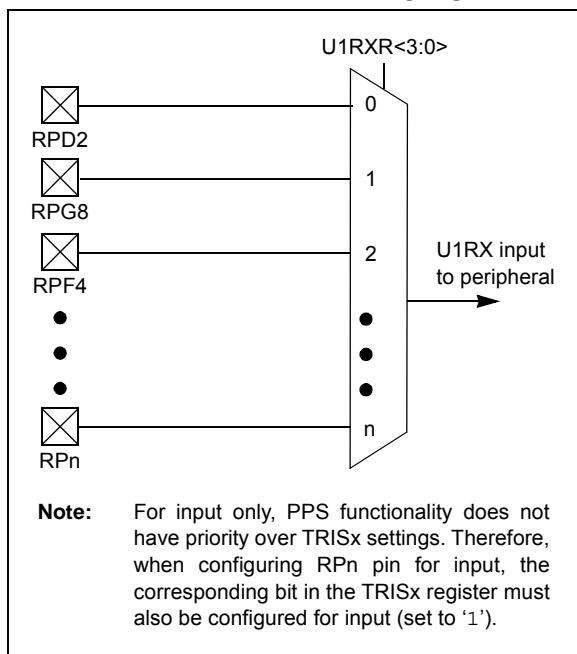 U1RXR<3:0>
RPD2
0
RPG8
1
RPF4
2
U1RX input
to peripheral
RPn
n
Note: For input only, PPS functionality does not
have priority over TRISx settings. Therefore,
when configuring RPn pin for input, the
corresponding bit in the TRISx register must
also be configured for input (set to ‘1’).